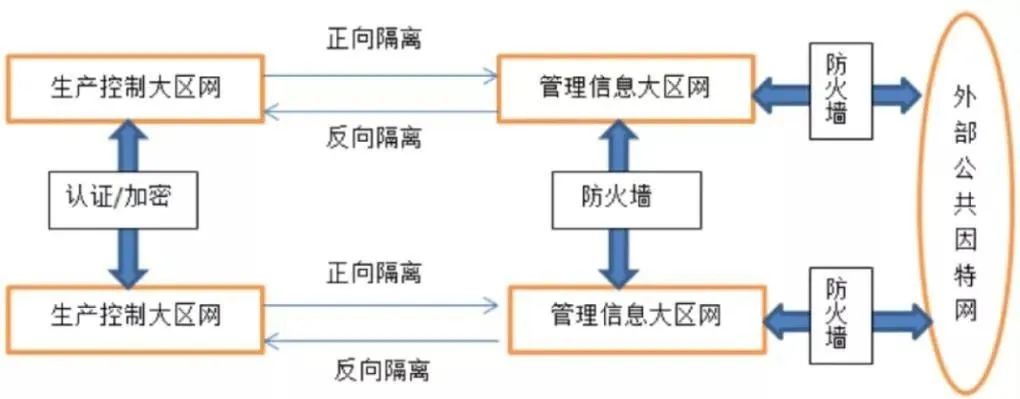 正向隔离
生产控制大区网
管理信息大区网
防火墙
反向隔离
外部公共因特网
认证/加密
防火墙
正向隔离
生产控制大区网
管理信息大区网
防火墙
反向隔离